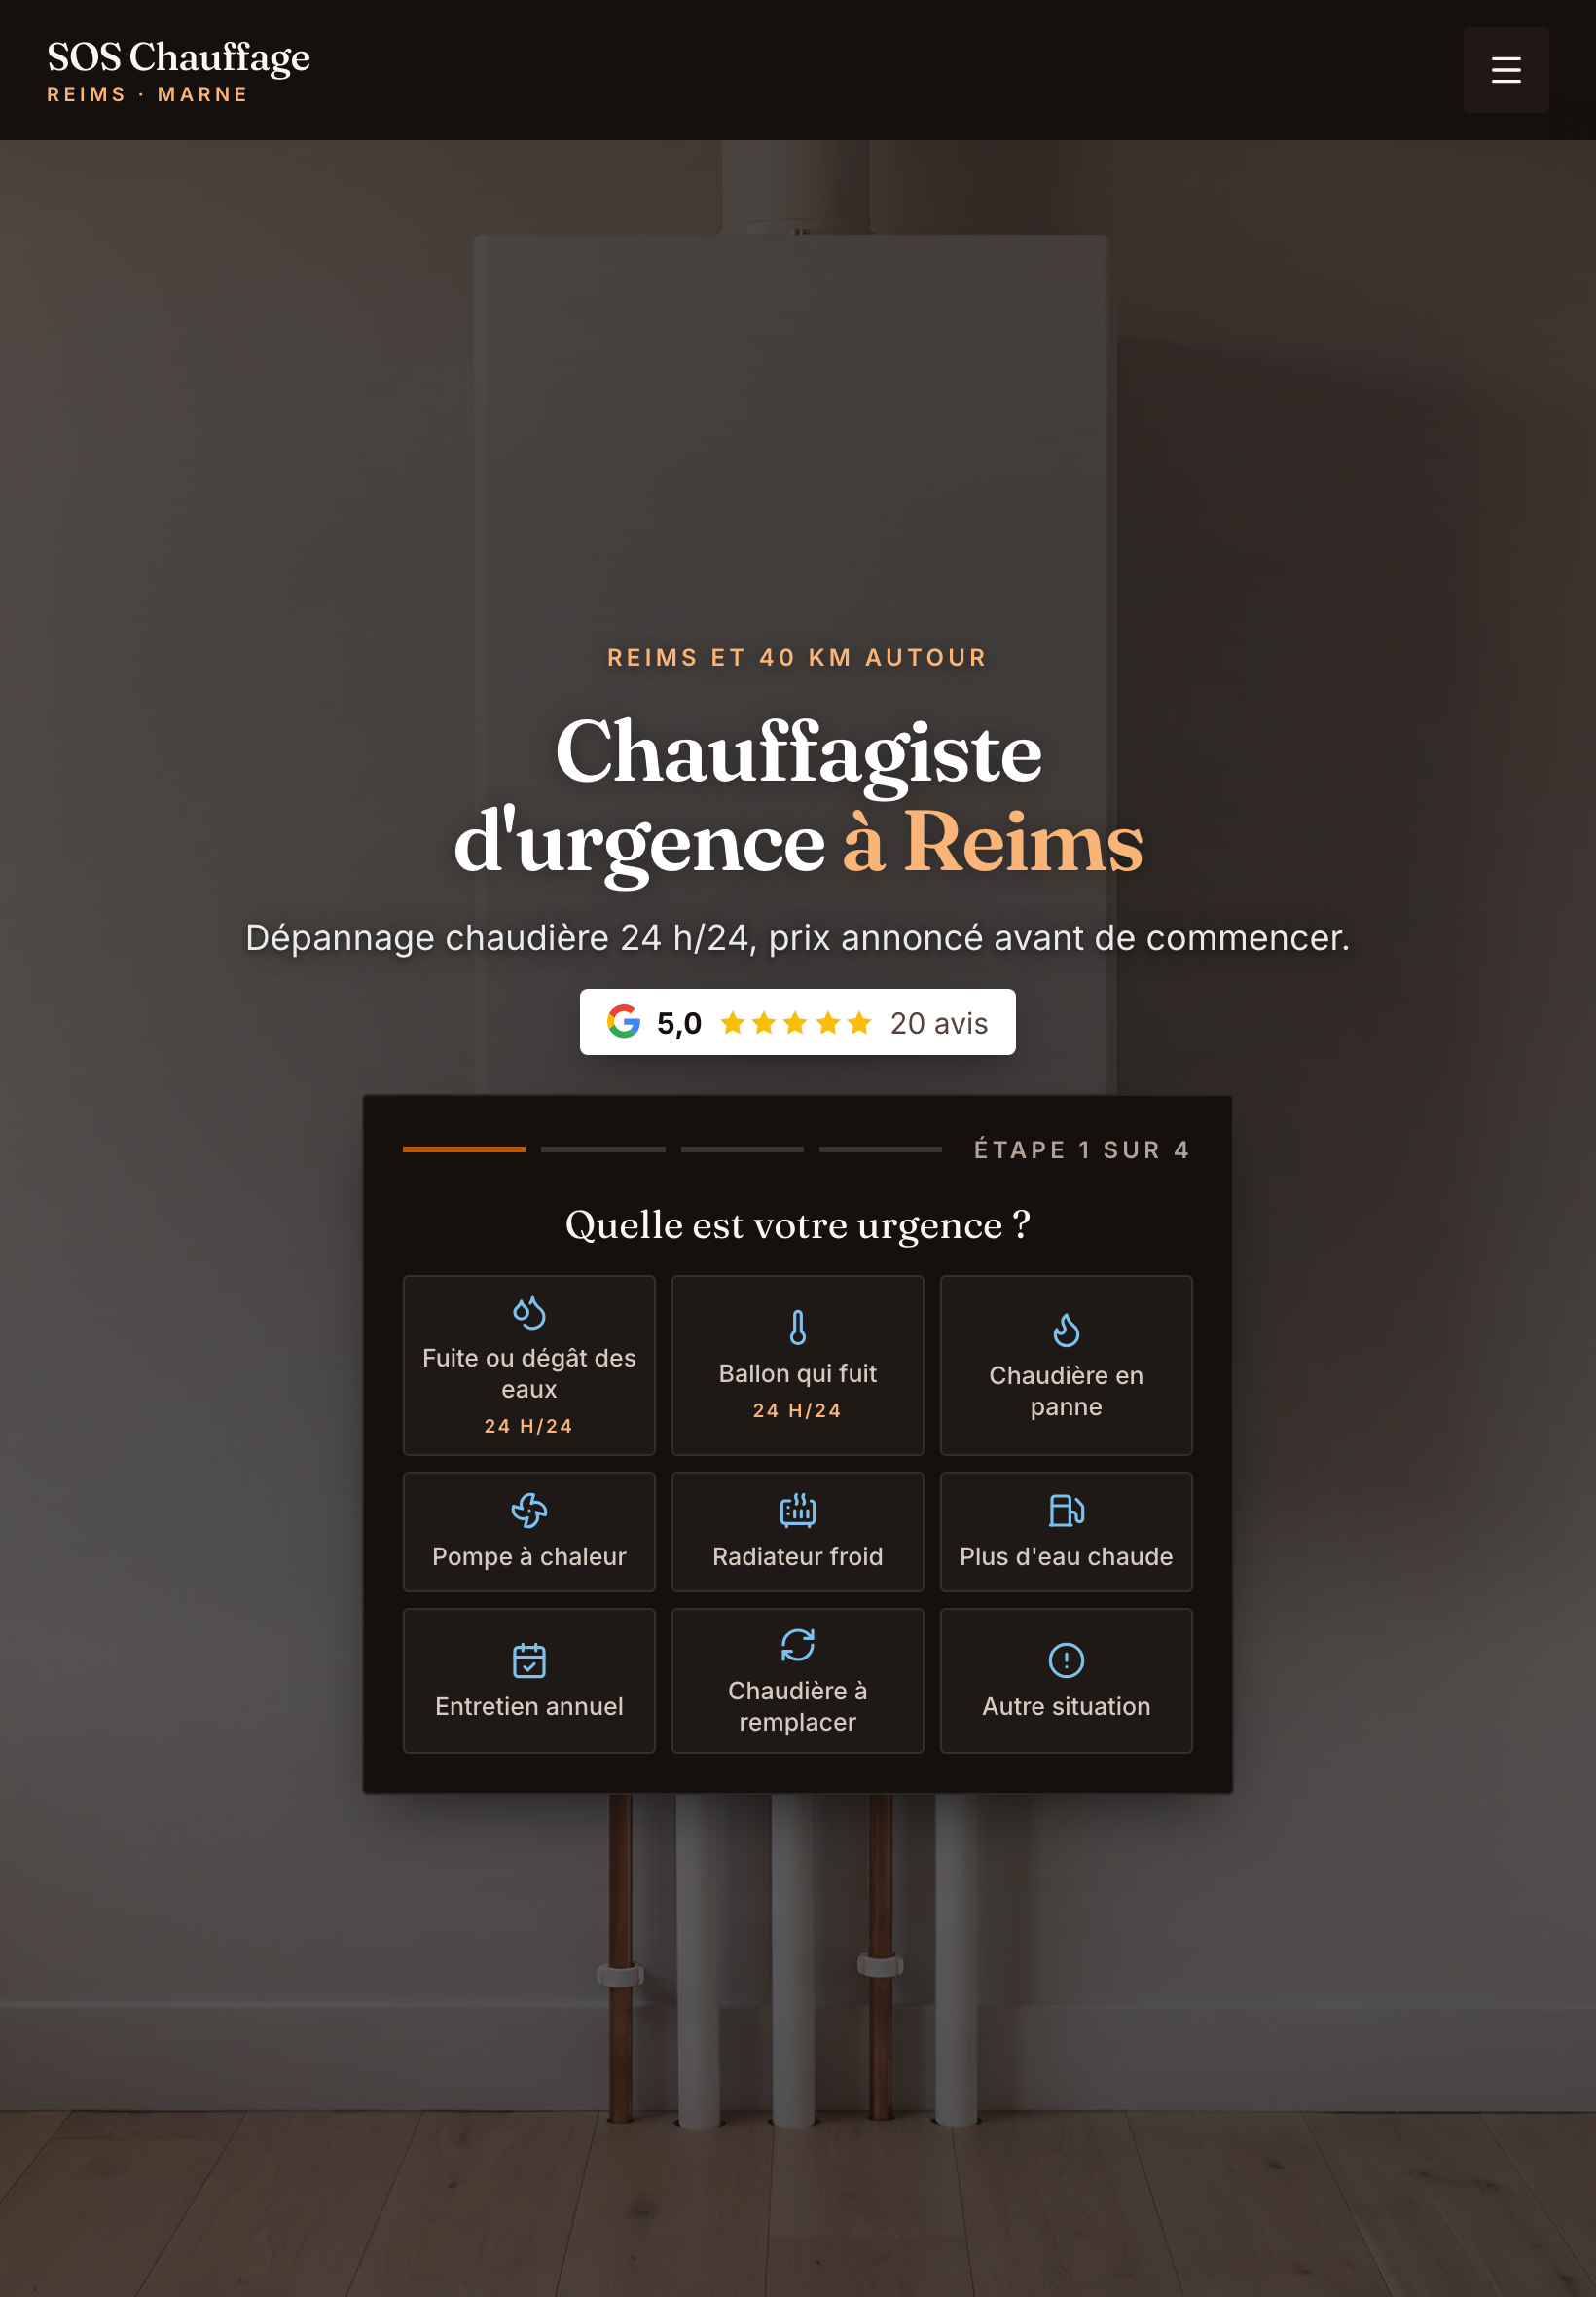 SOS Chauffage
REIMS · MARNE
REIMS ET 40 KM AUTOUR
Chauffagiste
d'urgence à Reims
Dépannage chaudière 24 h/24, prix annoncé avant de commencer.
5,0 ★★★★★ 20 avis
ÉTAPE 1 SUR 4
Quelle est votre urgence ?
Fuite ou dégât des
eaux
24 H/24
Ballon qui fuit
24 H/24
Chaudière en
panne
Pompe à chaleur
Radiateur froid
Plus d'eau chaude
Entretien annuel
Chaudière à
remplacer
Autre situation